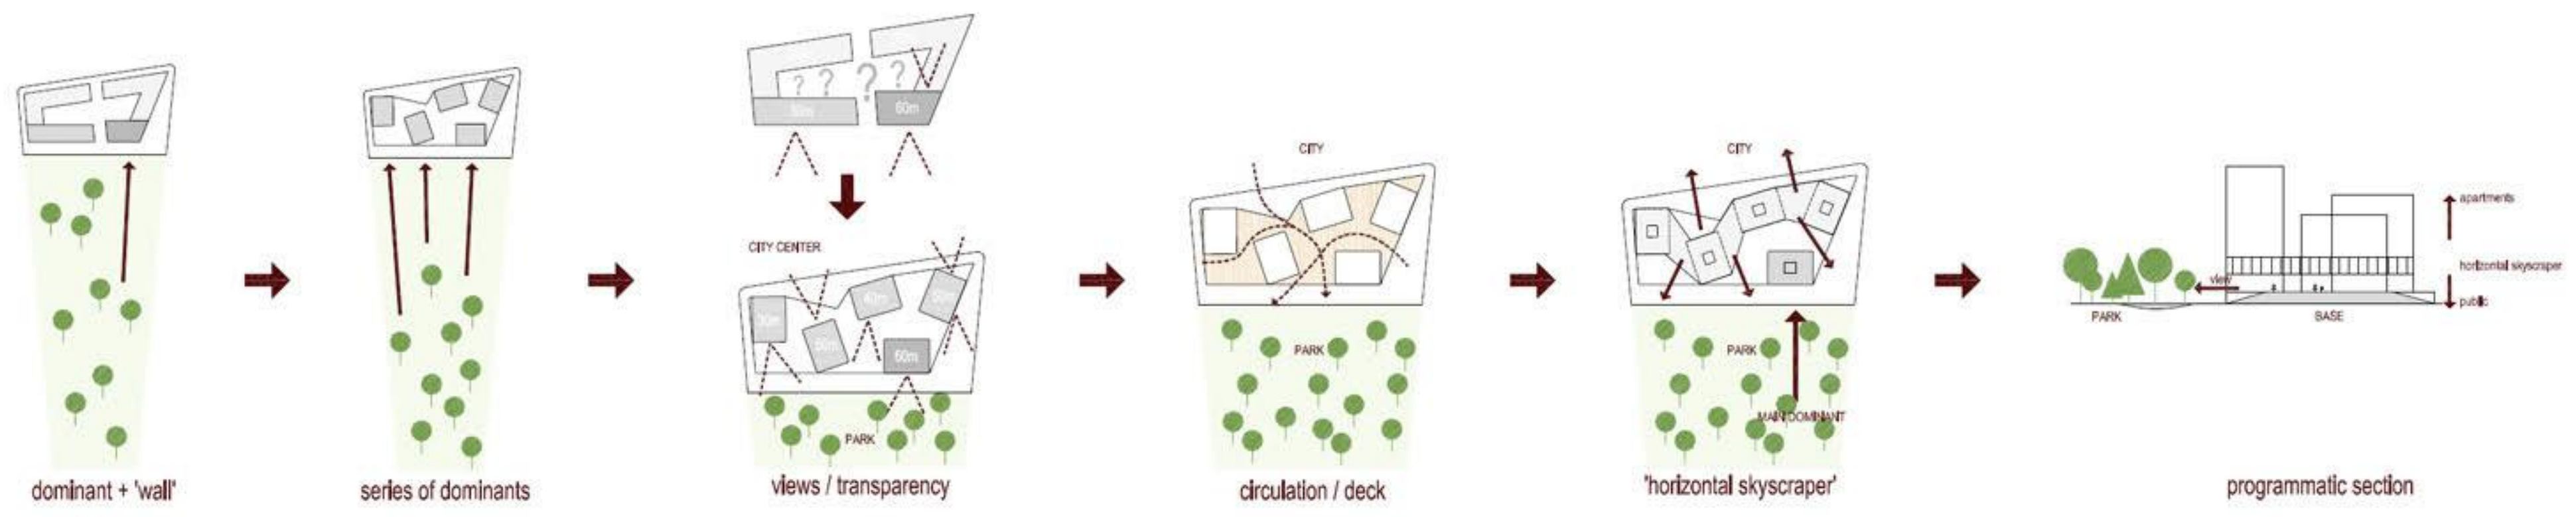 ? ? ? ?
60m
CITY CENTER
30m
50m
40m
60m
PARK
CITY
PARK
CITY
PARK
MAIN DOMINANT
apartments
horizontal skyscraper
public
view
PARK
BASE
dominant + 'wall'
series of dominants
views / transparency
circulation / deck
'horizontal skyscraper'
programmatic section